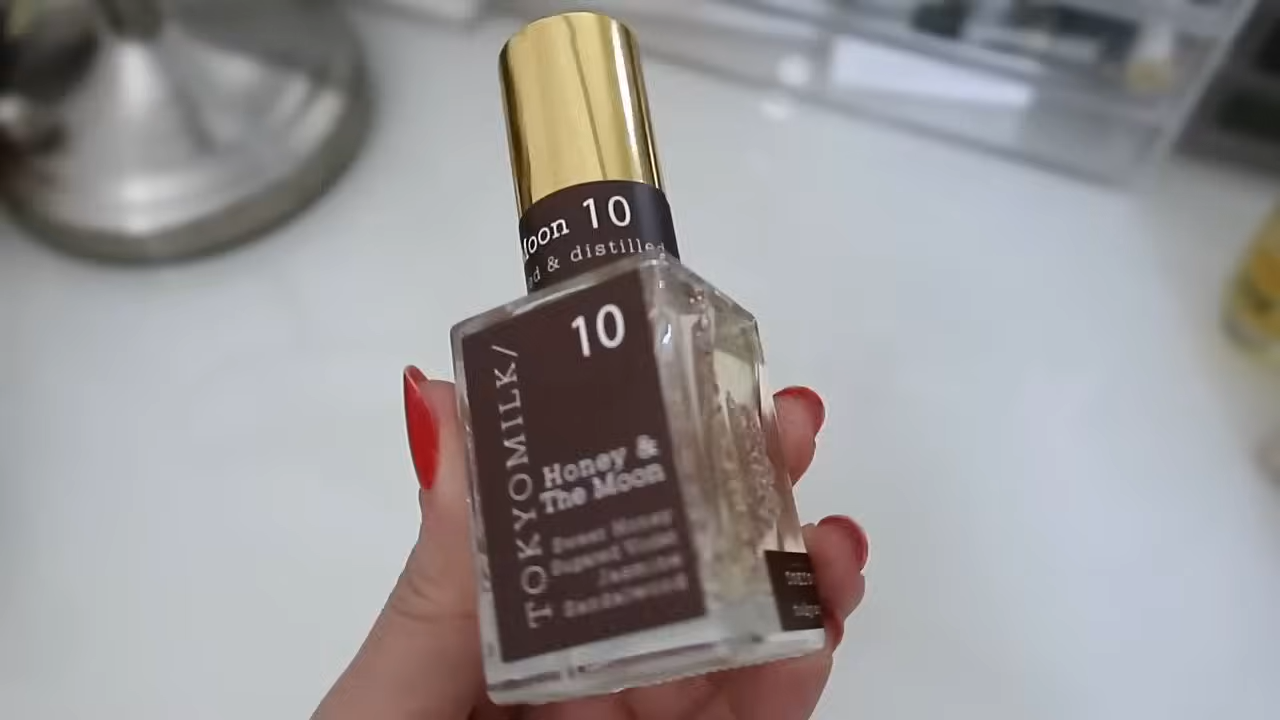 Moon 10
& distilled
10
TOKYOMILK/
Honey &
The Moon
Sweet Honey
Sugared Violet
Jasmine
Sandalwood